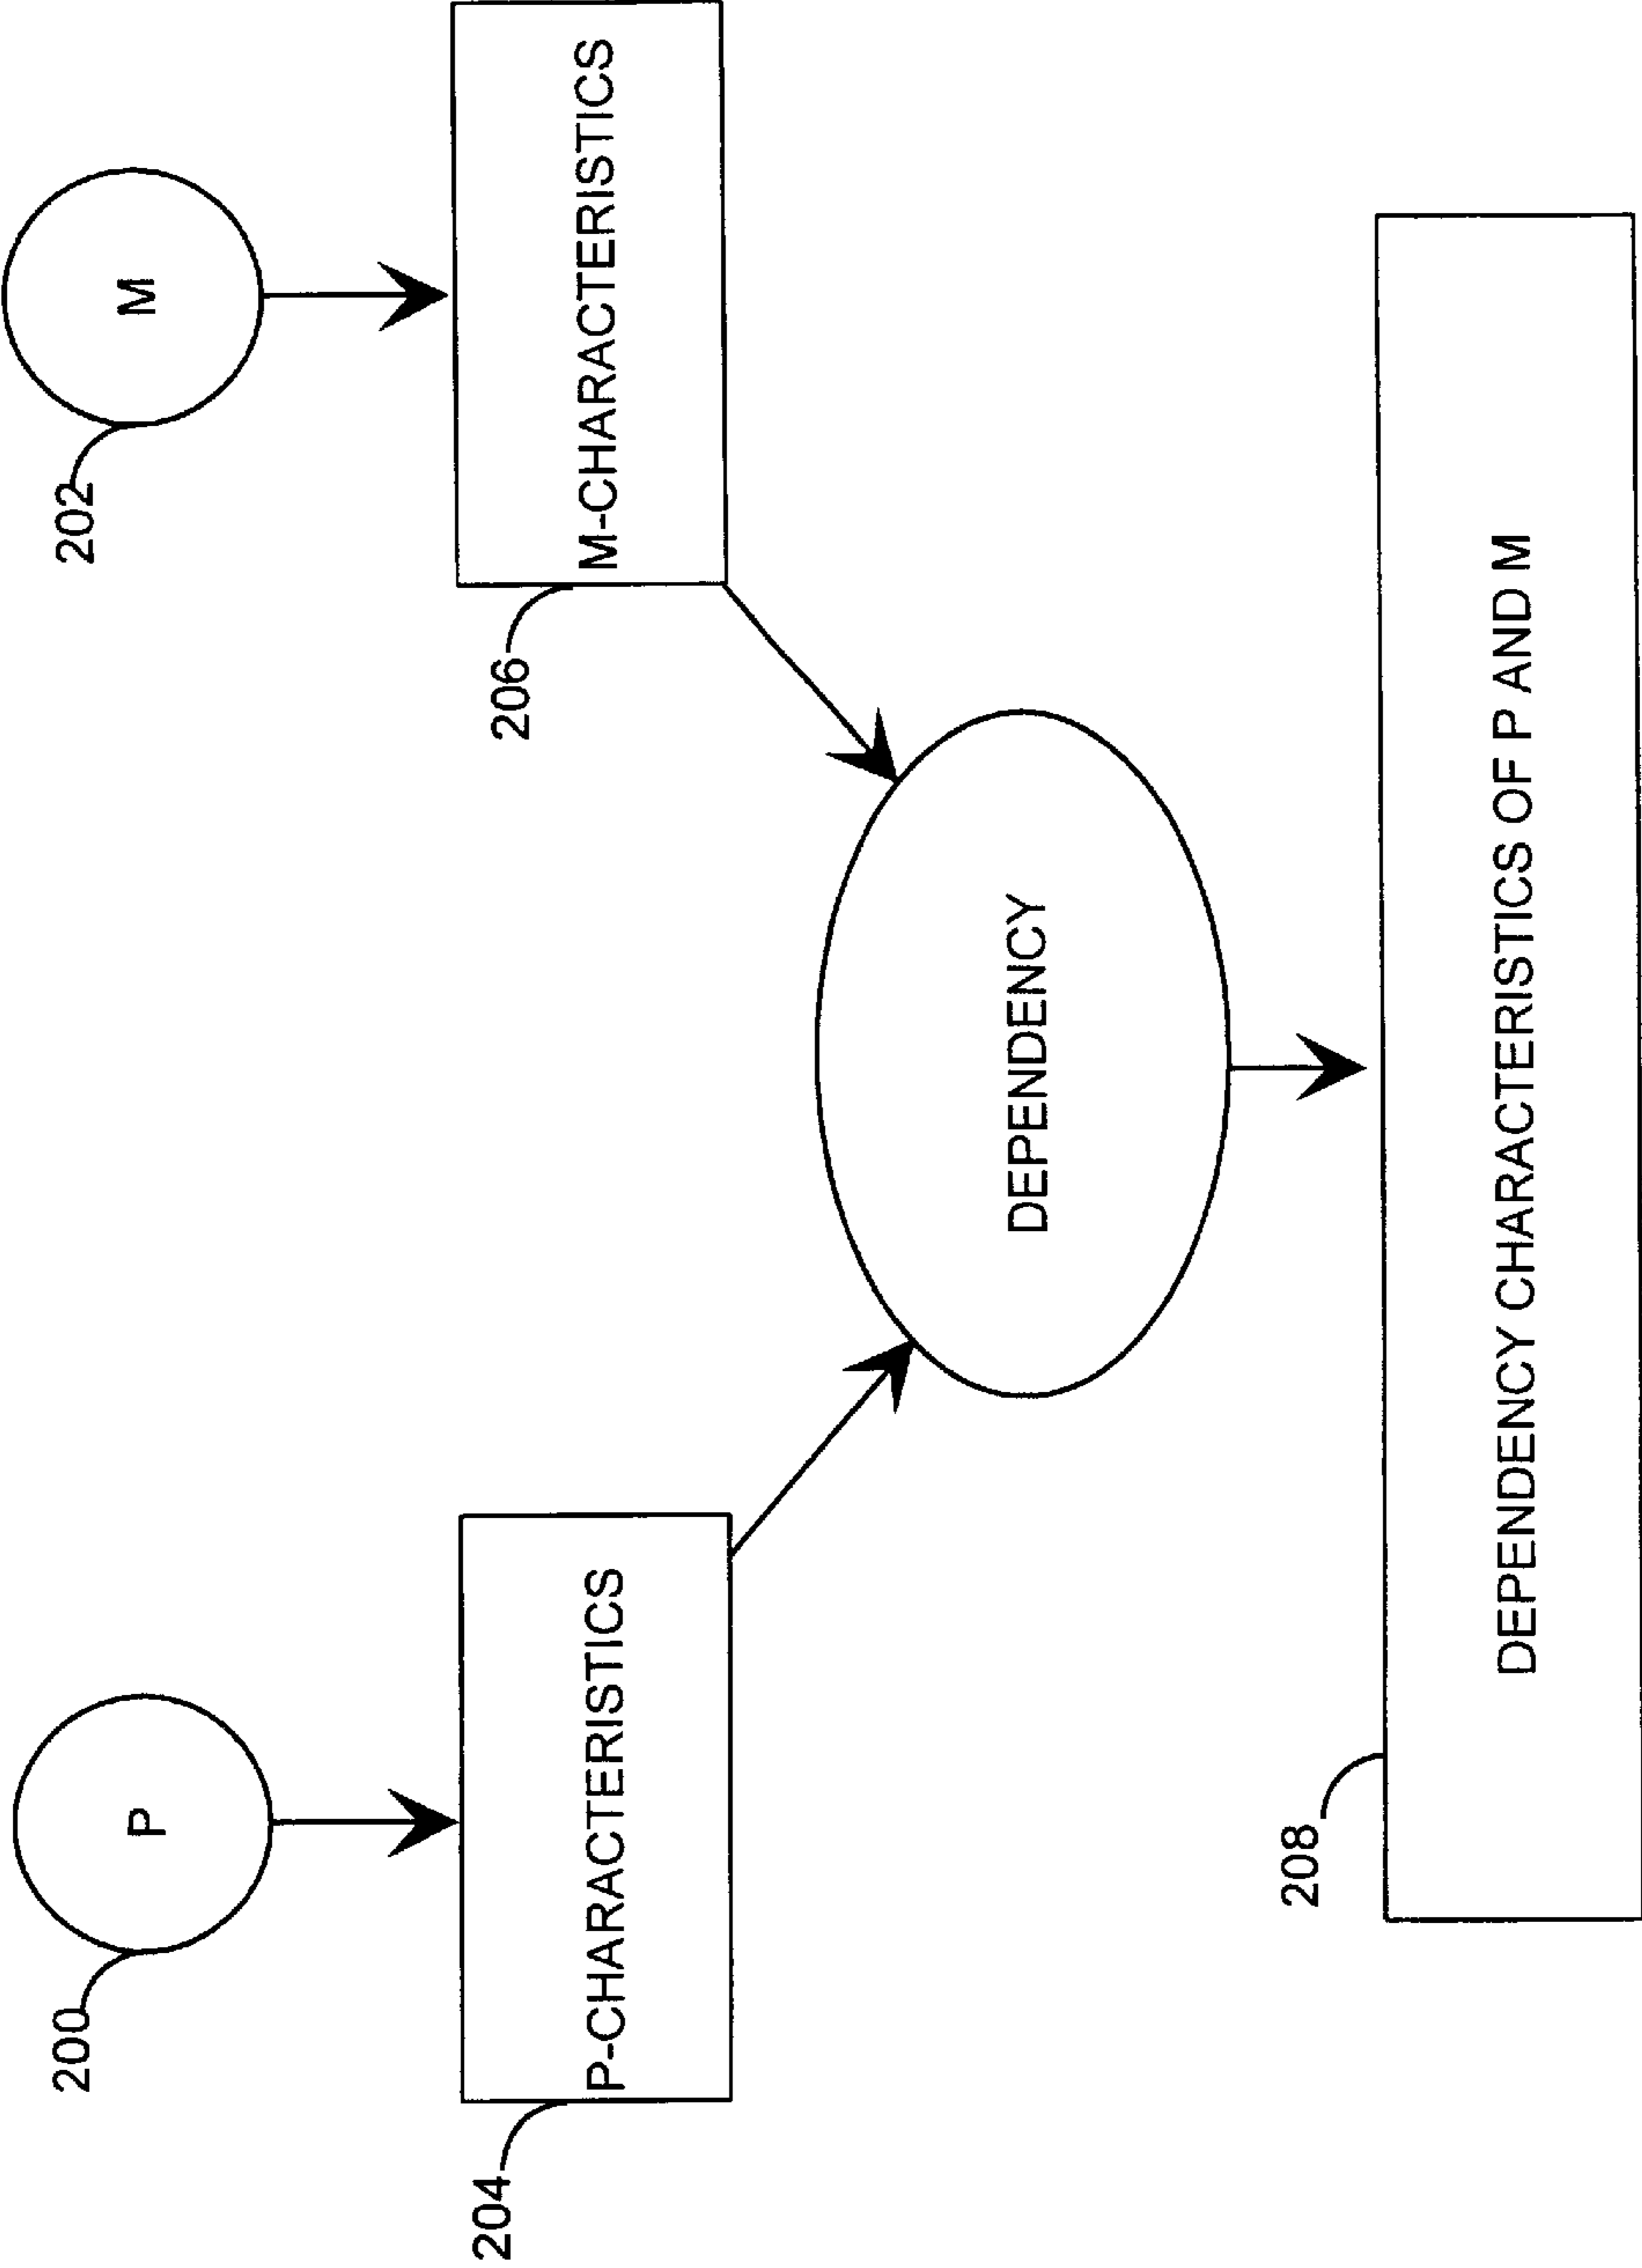 200
P
202
M
204
P-CHARACTERISTICS
206
M-CHARACTERISTICS
DEPENDENCY
208
DEPENDENCY CHARACTERISTICS OF P AND M